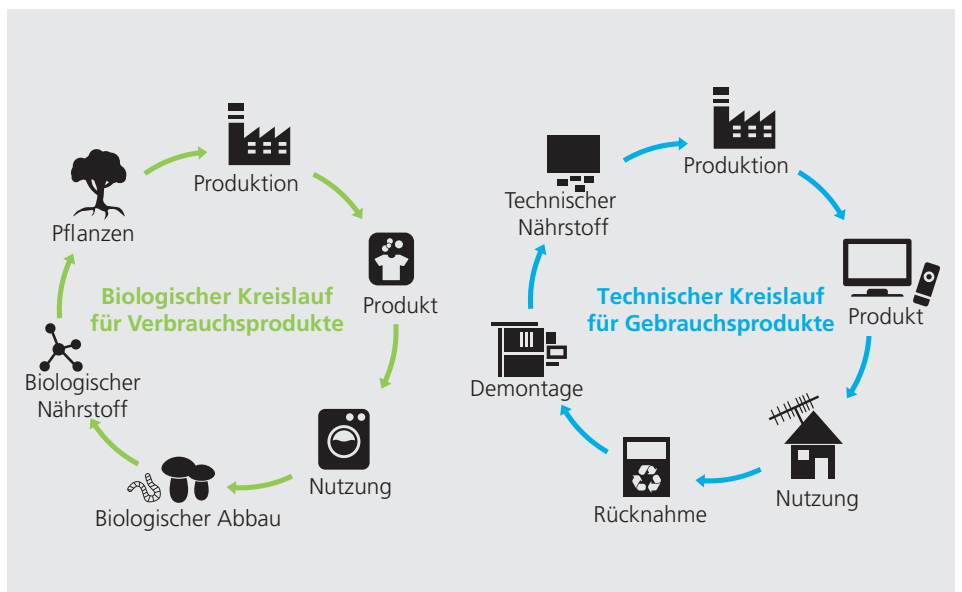 Produktion
Pflanzen
Produkt
Biologischer Kreislauf
für Verbrauchsprodukte
Biologischer
Nährstoff
Nutzung
Biologischer Abbau
Produktion
Technischer
Nährstoff
Technischer Kreislauf
für Gebrauchsprodukte
Produkt
Demontage
Nutzung
Rücknahme